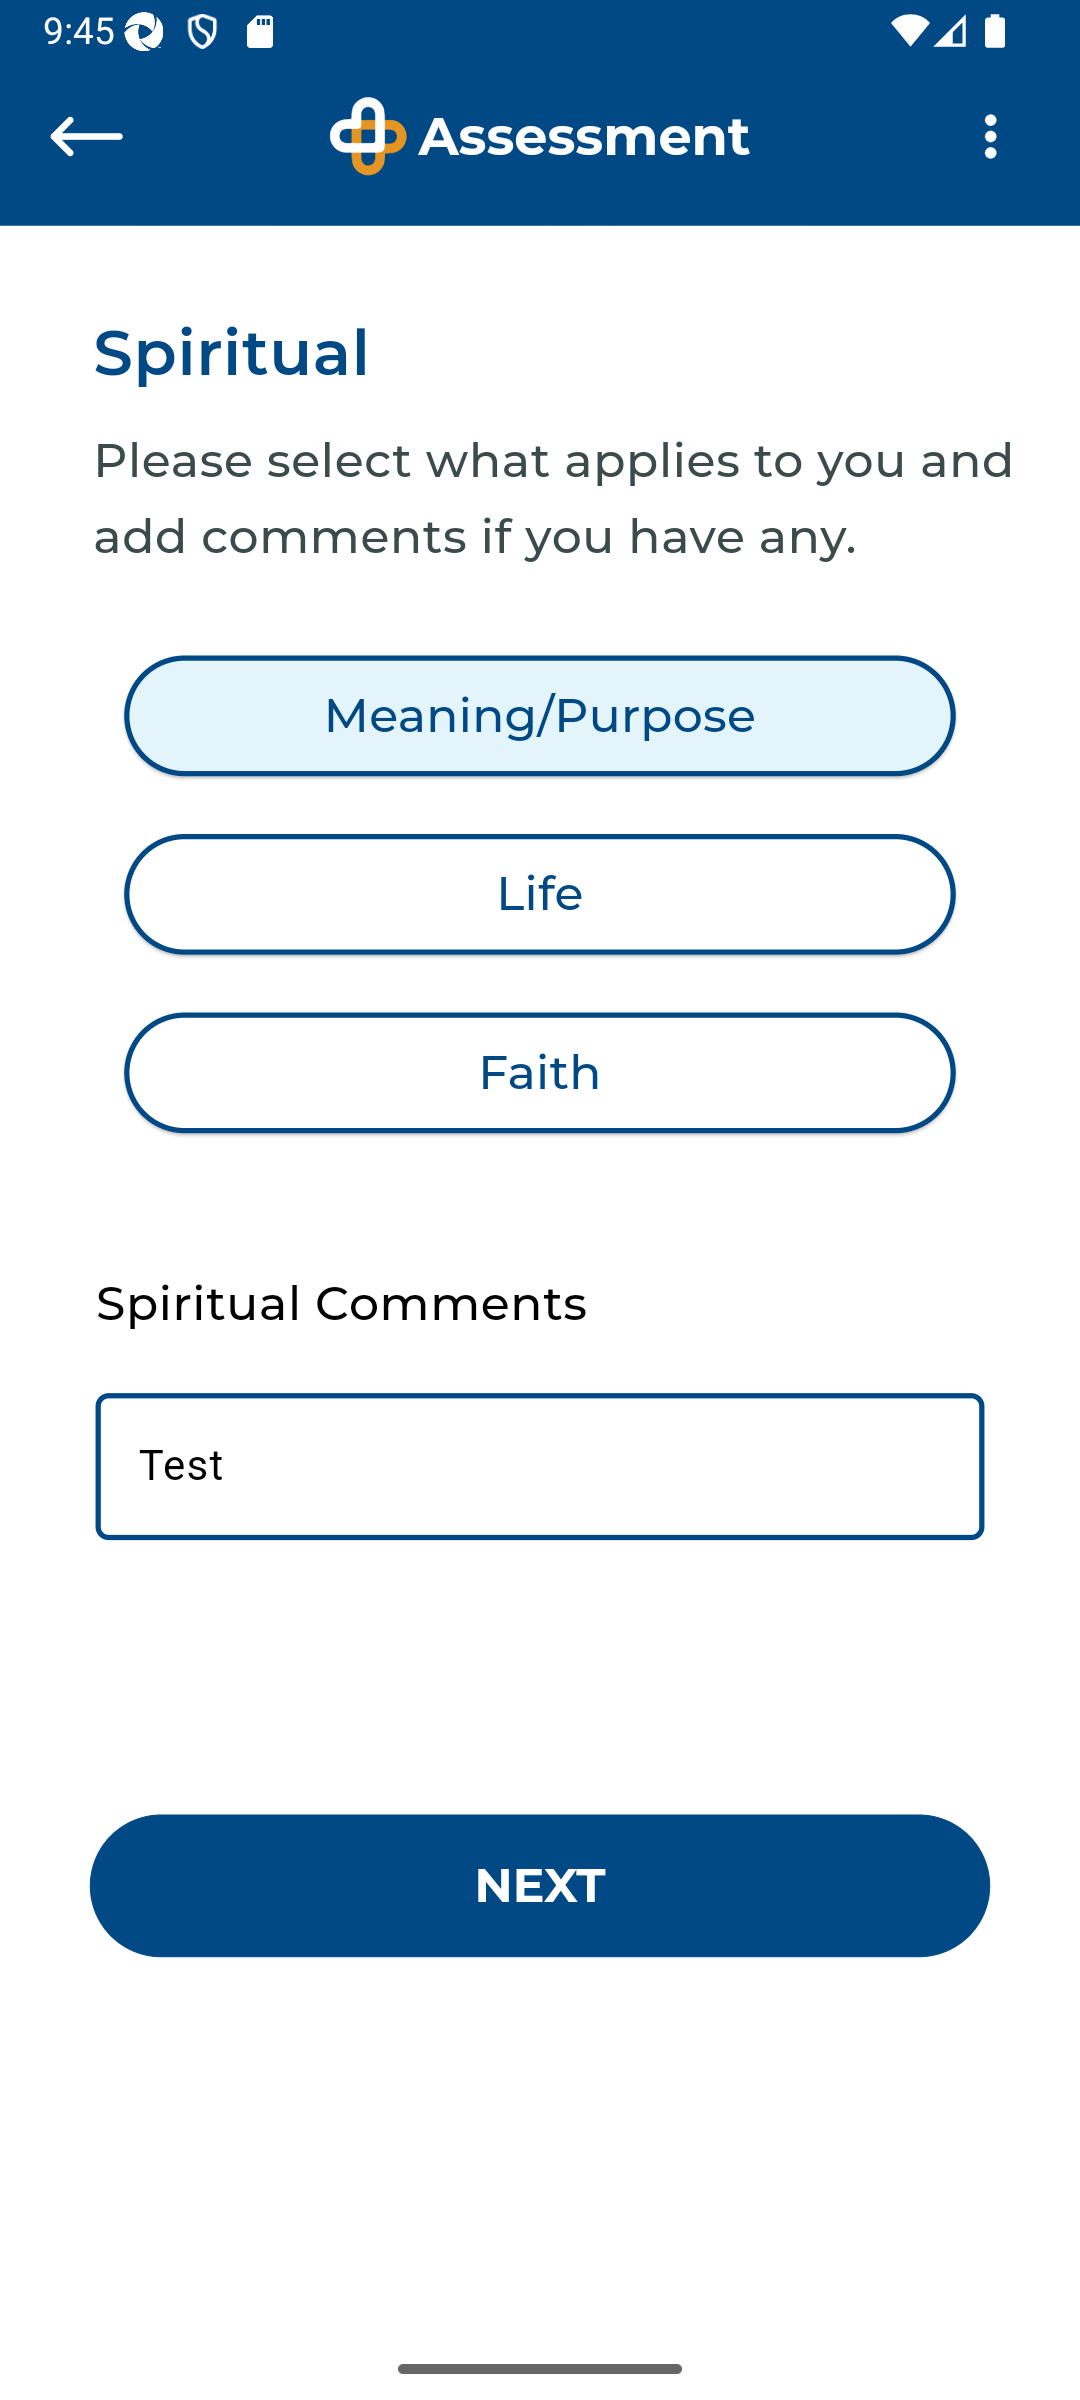 9:45
Assessment
Spiritual
Please select what applies to you and
add comments if you have any.
Meaning/Purpose
Life
Faith
Spiritual Comments
Test
NEXT